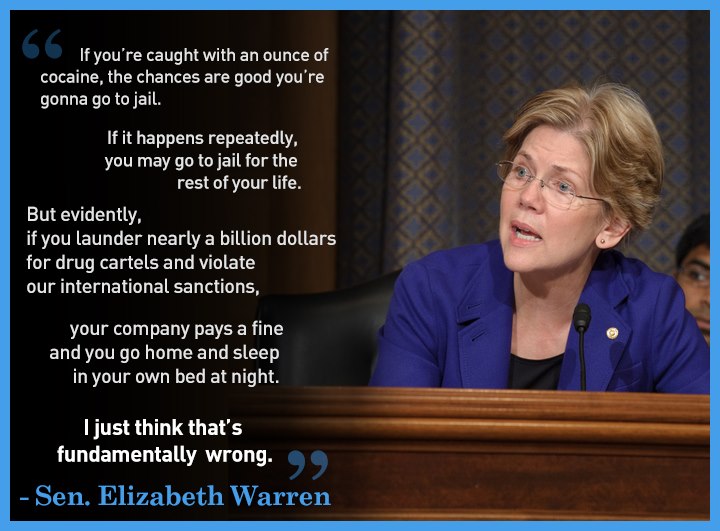 “ If you’re caught with an ounce of
cocaine, the chances are good you’re
gonna go to jail.
If it happens repeatedly,
you may go to jail for the
rest of your life.
But evidently,
if you launder nearly a billion dollars
for drug cartels and violate
our international sanctions,
your company pays a fine
and you go home and sleep
in your own bed at night.
I just think that’s
fundamentally wrong. ”
- Sen. Elizabeth Warren